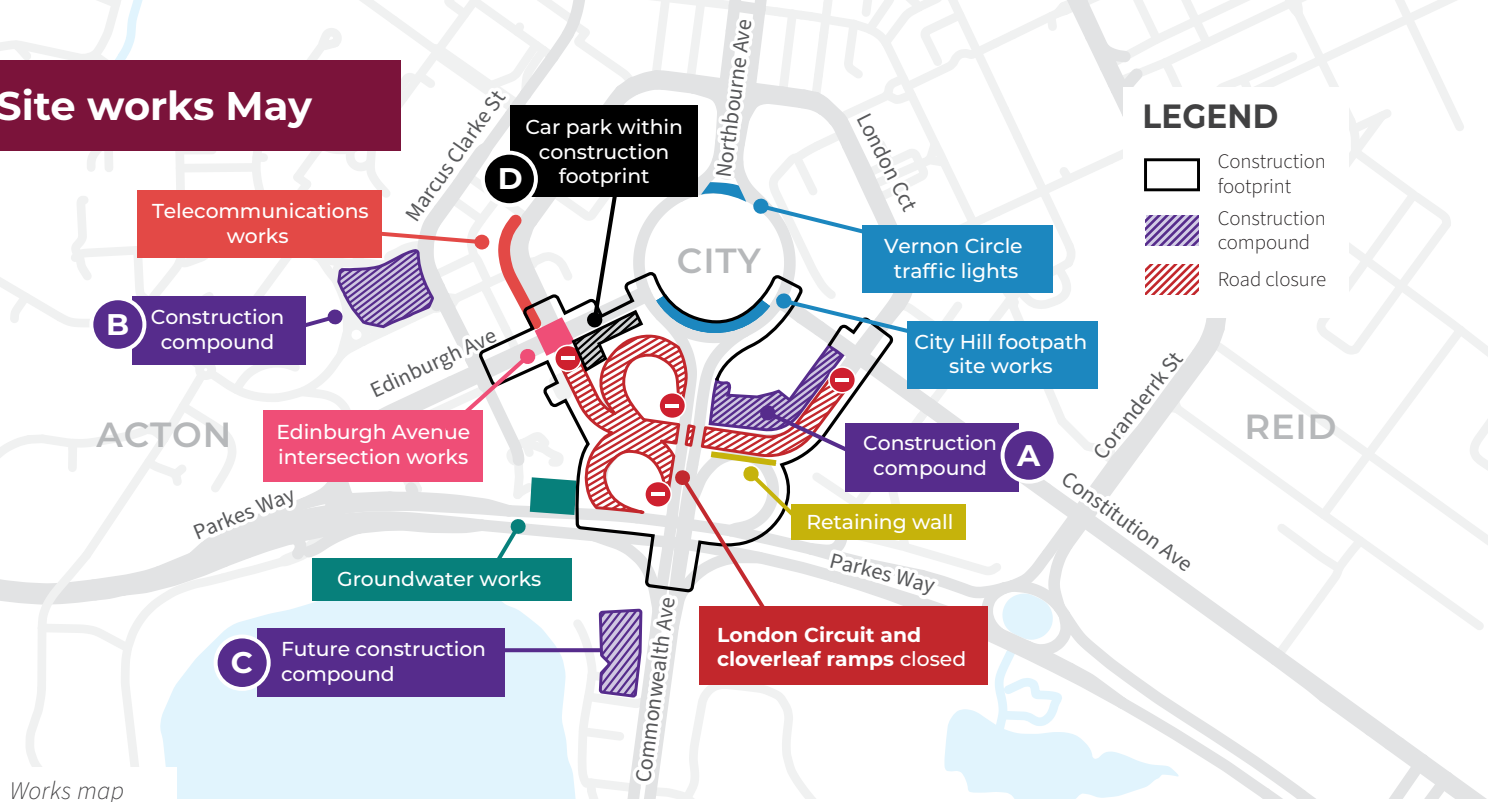 Site works May
Marcus Clarke St
Car park within
construction
footprint
D
Northbourne Ave
London Cct
LEGEND
Construction
footprint
Construction
compound
Road closure
Telecommunications
works
CITY
Vernon Circle
traffic lights
B
Construction
compound
Edinburgh Ave
City Hill footpath
site works
ACTON
Edinburgh Avenue
intersection works
Construction
compound
A
Coranderrk St
REID
Parkes Way
Retaining wall
Constitution Ave
Groundwater works
Parkes Way
C
Future construction
compound
Commonwealth Ave
London Circuit and
cloverleaf ramps closed
Works map